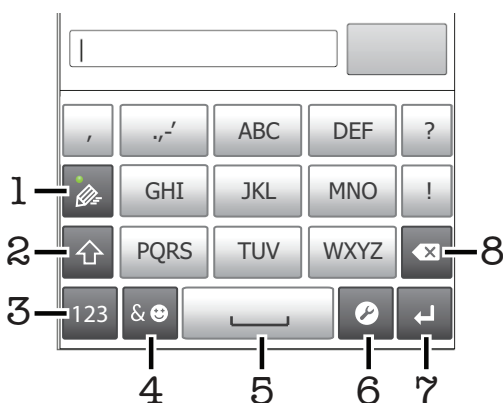 , .,-′ ABC DEF ?
1 GHI JKL MNO !
2 PQRS TUV WXYZ 8
3 123 &
4 5 6 7